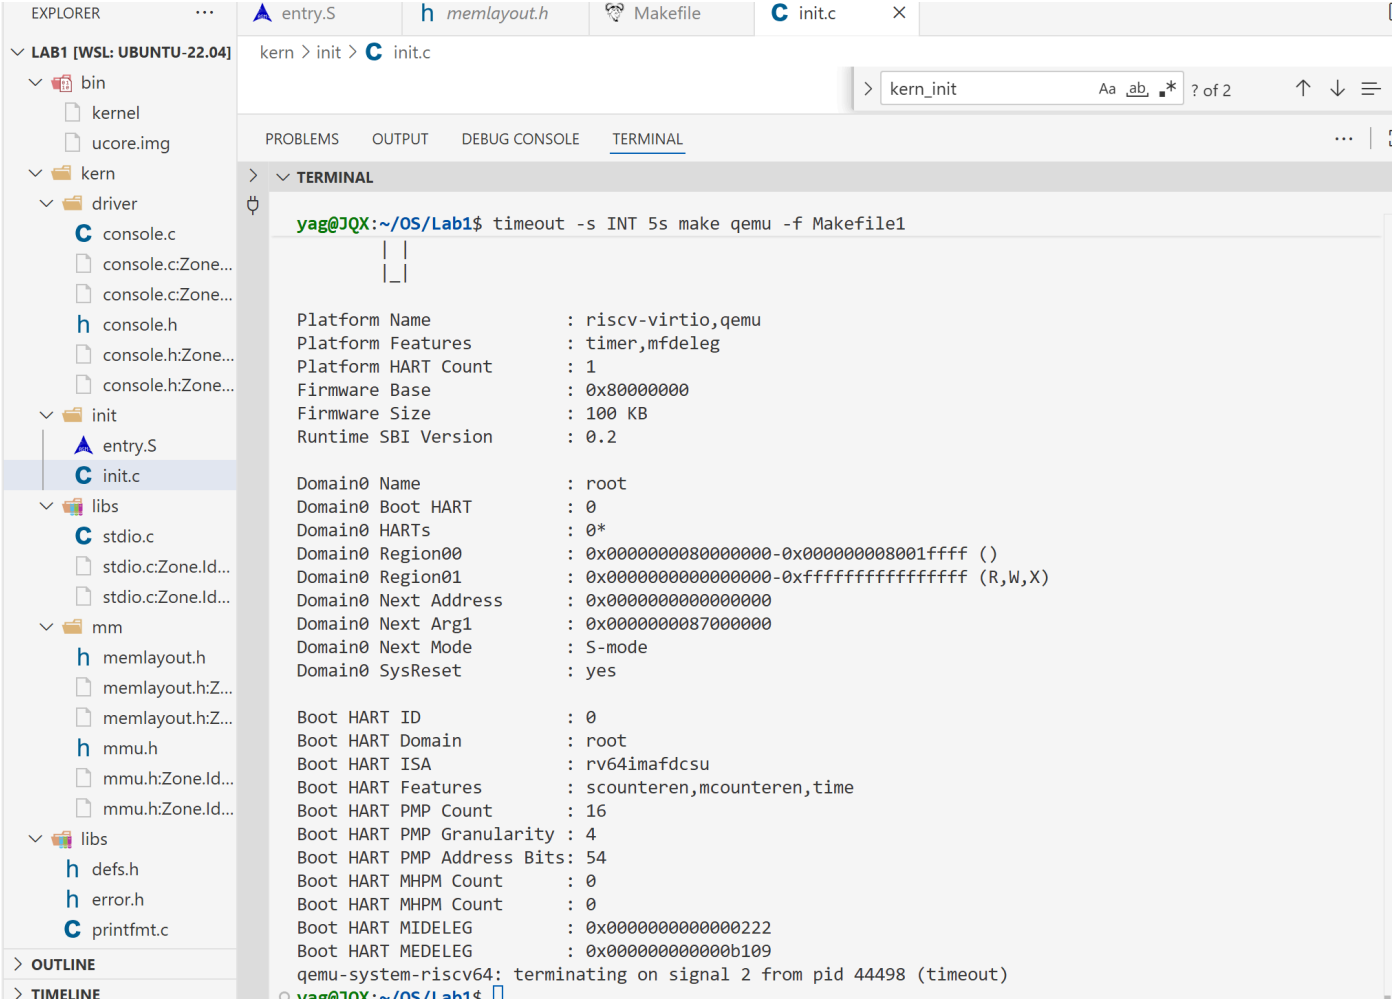 EXPLORER ···
entry.S
memlayout.h
Makefile
C init.c
LAB1 [WSL: UBUNTU-22.04]
bin
kernel
ucore.img
kern
driver
C console.c
console.c:Zone...
console.c:Zone...
h console.h
console.h:Zone...
console.h:Zone...
init
entry.S
C init.c
libs
C stdio.c
stdio.c:Zone.Id...
stdio.c:Zone.Id...
mm
h memlayout.h
memlayout.h:Z...
memlayout.h:Z...
h mmu.h
mmu.h:Zone.Id...
mmu.h:Zone.Id...
libs
h defs.h
h error.h
C printfmt.c
OUTLINE
TIMELINE
kern > init > C init.c
kern_init Aa ab .* ? of 2
PROBLEMS OUTPUT DEBUG CONSOLE TERMINAL ···
TERMINAL
yag@JQX:~/OS/Lab1$ timeout -s INT 5s make qemu -f Makefile1
| |
|_|
Platform Name : riscv-virtio,qemu
Platform Features : timer,mfdeleg
Platform HART Count : 1
Firmware Base : 0x80000000
Firmware Size : 100 KB
Runtime SBI Version : 0.2
Domain0 Name : root
Domain0 Boot HART : 0
Domain0 HARTs : 0*
Domain0 Region00 : 0x0000000080000000-0x000000008001ffff ()
Domain0 Region01 : 0x0000000000000000-0xffffffffffffffff (R,W,X)
Domain0 Next Address : 0x0000000000000000
Domain0 Next Arg1 : 0x0000000087000000
Domain0 Next Mode : S-mode
Domain0 SysReset : yes
Boot HART ID : 0
Boot HART Domain : root
Boot HART ISA : rv64imafdcsu
Boot HART Features : scounteren,mcounteren,time
Boot HART PMP Count : 16
Boot HART PMP Granularity : 4
Boot HART PMP Address Bits: 54
Boot HART MHPM Count : 0
Boot HART MHPM Count : 0
Boot HART MIDELEG : 0x0000000000000222
Boot HART MEDELEG : 0x000000000000b109
qemu-system-riscv64: terminating on signal 2 from pid 44498 (timeout)
yag@JQX:~/OS/Lab1$